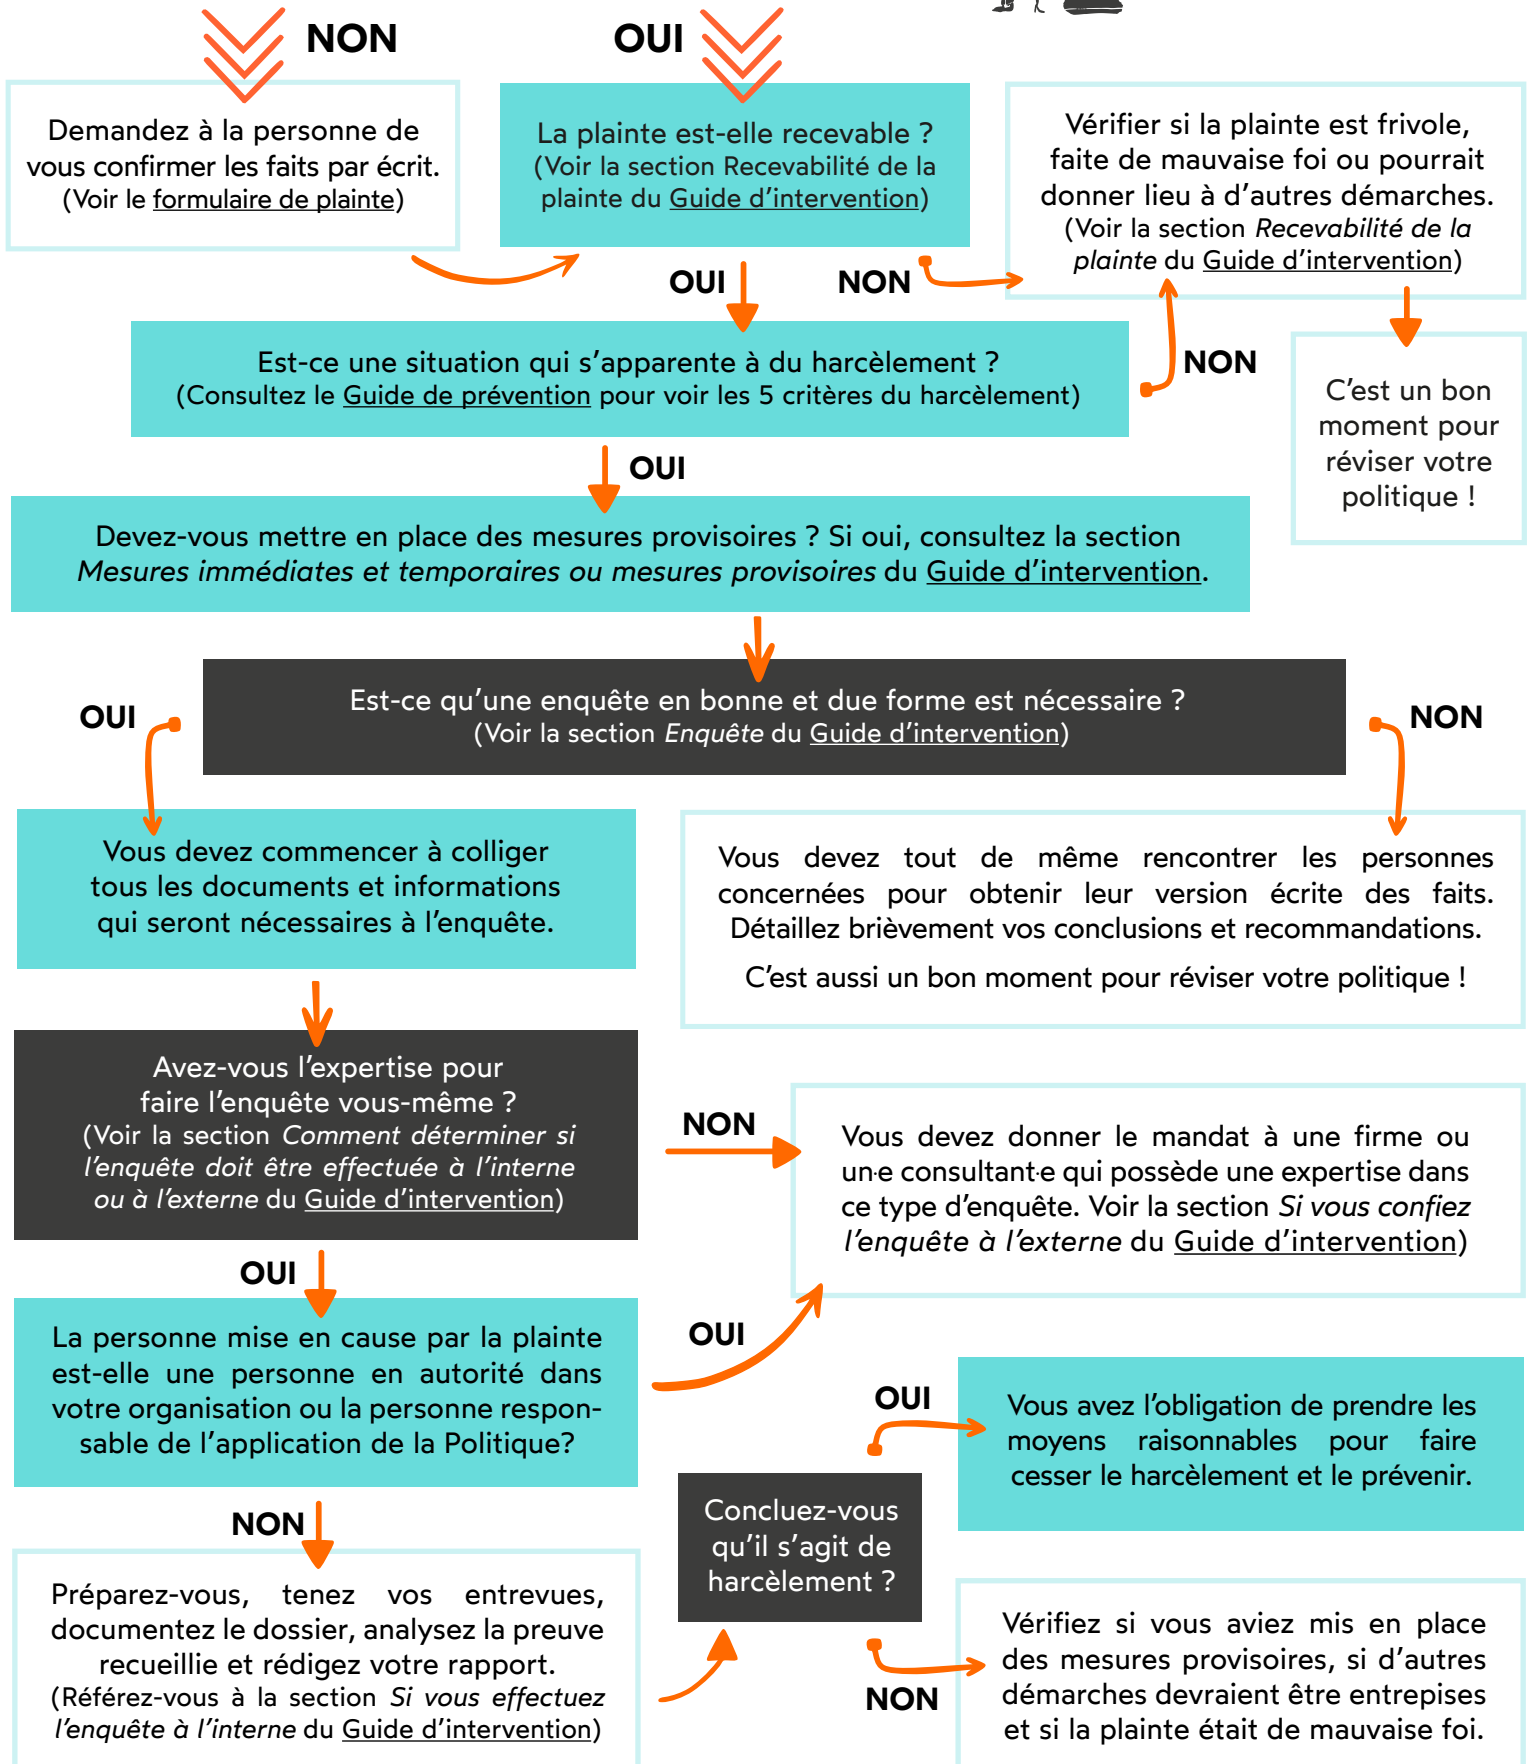 NON
OUI
Demandez à la personne de
vous confirmer les faits par écrit.
(Voir le formulaire de plainte)
La plainte est-elle recevable ?
(Voir la section Recevabilité de la
plainte du Guide d’intervention)
Vérifier si la plainte est frivole,
faite de mauvaise foi ou pourrait
donner lieu à d’autres démarches.
(Voir la section Recevabilité de la
plainte du Guide d’intervention)
OUI
NON
Est-ce une situation qui s’apparente à du harcèlement ?
(Consultez le Guide de prévention pour voir les 5 critères du harcèlement)
NON
C’est un bon
moment pour
réviser votre
politique !
OUI
Devez-vous mettre en place des mesures provisoires ? Si oui, consultez la section
Mesures immédiates et temporaires ou mesures provisoires du Guide d’intervention.
Est-ce qu’une enquête en bonne et due forme est nécessaire ?
(Voir la section Enquête du Guide d’intervention)
OUI
NON
Vous devez commencer à colliger
tous les documents et informations
qui seront nécessaires à l’enquête.
Vous devez tout de même rencontrer les personnes
concernées pour obtenir leur version écrite des faits.
Détaillez brièvement vos conclusions et recommandations.
C’est aussi un bon moment pour réviser votre politique !
Avez-vous l’expertise pour
faire l’enquête vous-même ?
(Voir la section Comment déterminer si
l’enquête doit être effectuée à l’interne
ou à l’externe du Guide d’intervention)
NON
Vous devez donner le mandat à une firme ou
un·e consultant·e qui possède une expertise dans
ce type d’enquête. Voir la section Si vous confiez
l’enquête à l’externe du Guide d’intervention)
OUI
La personne mise en cause par la plainte
est-elle une personne en autorité dans
votre organisation ou la personne respon-
sable de l’application de la Politique?
OUI
NON
Préparez-vous, tenez vos entrevues,
documentez le dossier, analysez la preuve
recueillie et rédigez votre rapport.
(Référez-vous à la section Si vous effectuez
l’enquête à l’interne du Guide d’intervention)
Concluez-vous
qu’il s’agit de
harcèlement ?
OUI
Vous avez l’obligation de prendre les
moyens raisonnables pour faire
cesser le harcèlement et le prévenir.
NON
Vérifiez si vous aviez mis en place
des mesures provisoires, si d’autres
démarches devraient être entrepises
et si la plainte était de mauvaise foi.